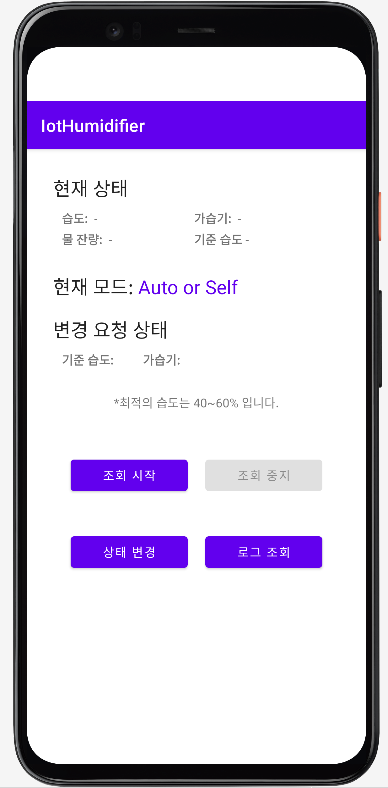 IotHumidifier
현재 상태
습도: - 가습기: -
물 잔량: - 기준 습도 -
현재 모드: Auto or Self
변경 요청 상태
기준 습도: 가습기:
*최적의 습도는 40~60% 입니다.
조회 시작 조회 중지
상태 변경 로그 조회